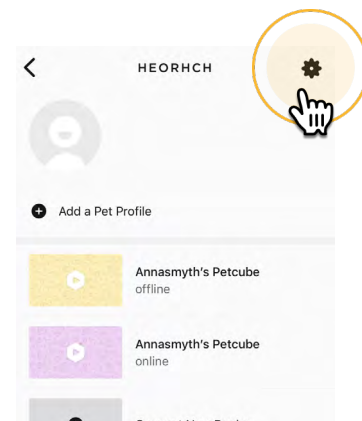 HEORHCH
Add a Pet Profile
Annasmyth's Petcube
offline
Annasmyth's Petcube
online